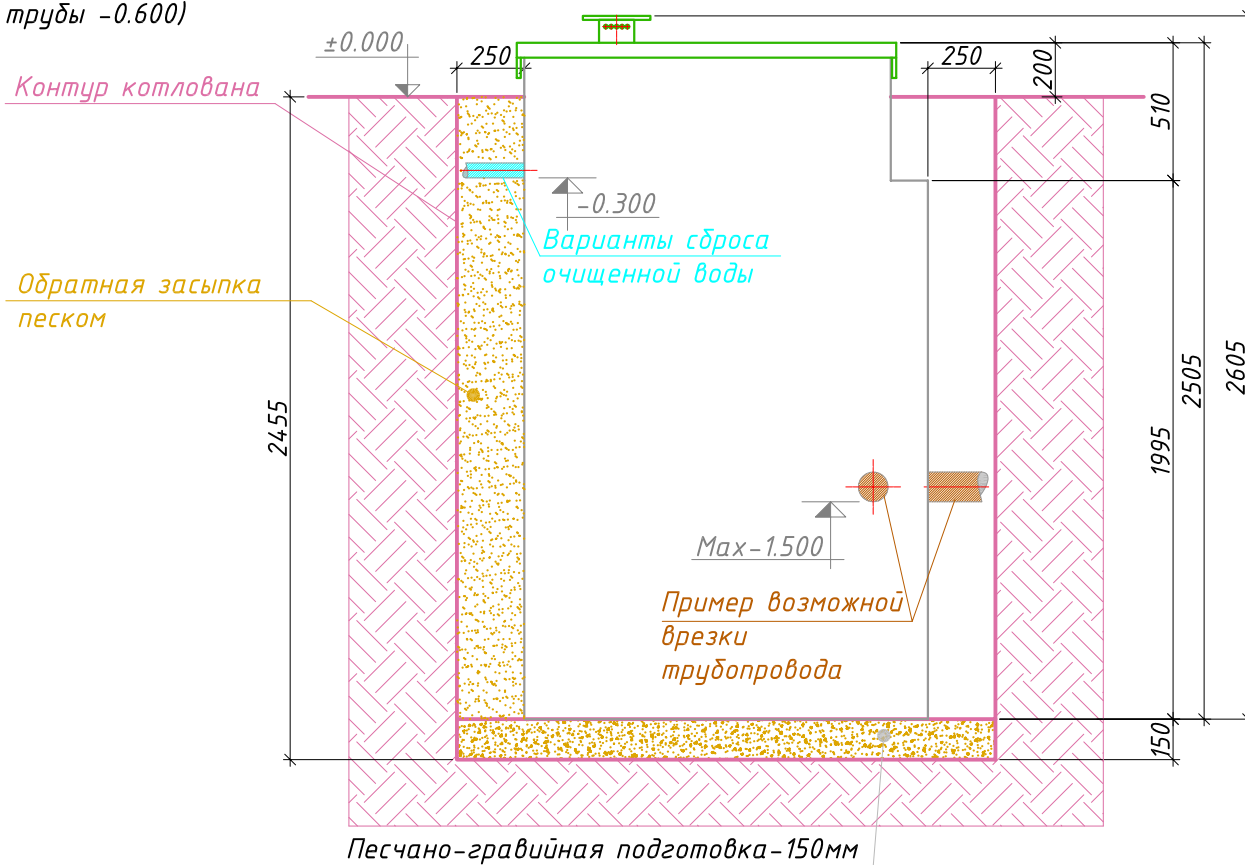 трубы -0.600)
±0.000
250
250
200
Контур котлована
510
-0.300
Варианты сброса
очищенной воды
Обратная засыпка
песком
2605
2505
2455
1995
Max-1.500
Пример возможной
врезки
трубопровода
150
Песчано-гравийная подготовка-150мм